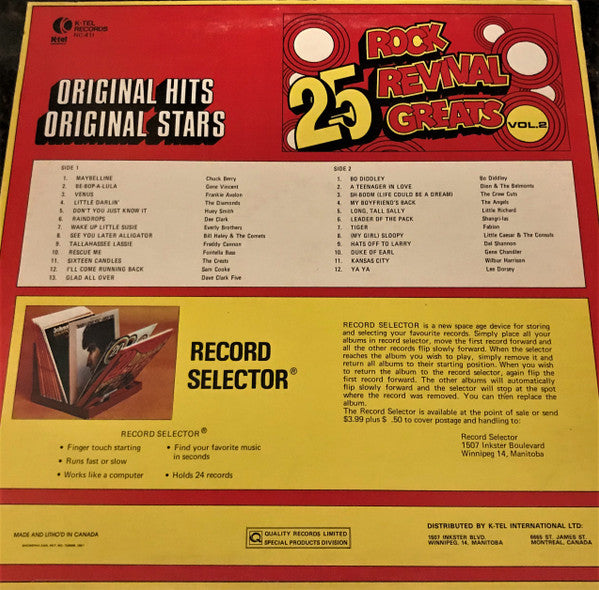 K-TEL
RECORDS
NC 411
K-tel
25 ROCK
REVIVAL
GREATS
VOL.2
ORIGINAL HITS
ORIGINAL STARS
SIDE 1
1. MAYBELLINE Chuck Berry
2. BE-BOP-A-LULA Gene Vincent
3. VENUS Frankie Avalon
4. LITTLE DARLIN' The Diamonds
5. DON'T YOU JUST KNOW IT Huey Smith
6. RAINDROPS Dee Clark
7. WAKE UP LITTLE SUSIE Everly Brothers
8. SEE YOU LATER ALLIGATOR Bill Haley & The Comets
9. TALLAHASSEE LASSIE Freddy Cannon
10. RESCUE ME Fontella Bass
11. SIXTEEN CANDLES The Crests
12. I'LL COME RUNNING BACK Sam Cooke
13. GLAD ALL OVER Dave Clark Five
SIDE 2
1. BO DIDDLEY Bo Diddley
2. A TEENAGER IN LOVE Dion & The Belmonts
3. SH-BOOM (LIFE COULD BE A DREAM) The Crew Cuts
4. MY BOYFRIEND'S BACK The Angels
5. LONG, TALL SALLY Little Richard
6. LEADER OF THE PACK Shangri-las
7. TIGER Fabian
8. (MY GIRL) SLOOPY Little Caesar & The Consuls
9. HATS OFF TO LARRY Del Shannon
10. DUKE OF EARL Gene Chandler
11. KANSAS CITY Wilbur Harrison
12. YA YA Lee Dorsey
RECORD
SELECTOR®
RECORD SELECTOR®
• Finger touch starting
• Runs fast or slow
• Works like a computer
• Find your favorite music
in seconds
• Holds 24 records
RECORD SELECTOR is a new space age device for storing
and selecting your favourite records. Simply place all your
albums in record selector, move the first record forward and
all the other records flip slowly forward. When the selector
reaches the album you wish to play, simply remove it and
return all albums to their starting position. When you wish
to return the album to the record selector, again flip the
first record forward. The other albums will automatically
flip slowly forward and the selector will stop at the spot
where the record was removed. You can then replace the
album.
The Record Selector is available at the point of sale or send
$3.99 plus $ .50 to cover postage and handling to:
Record Selector
1507 Inkster Boulevard
Winnipeg 14, Manitoba
MADE AND LITHO'D IN CANADA
Q QUALITY RECORDS LIMITED
SPECIAL PRODUCTS DIVISION
DISTRIBUTED BY K-TEL INTERNATIONAL LTD:
1507 INKSTER BLVD.
WINNIPEG, 14, MANITOBA
6665 ST. JAMES ST.
MONTREAL, CANADA